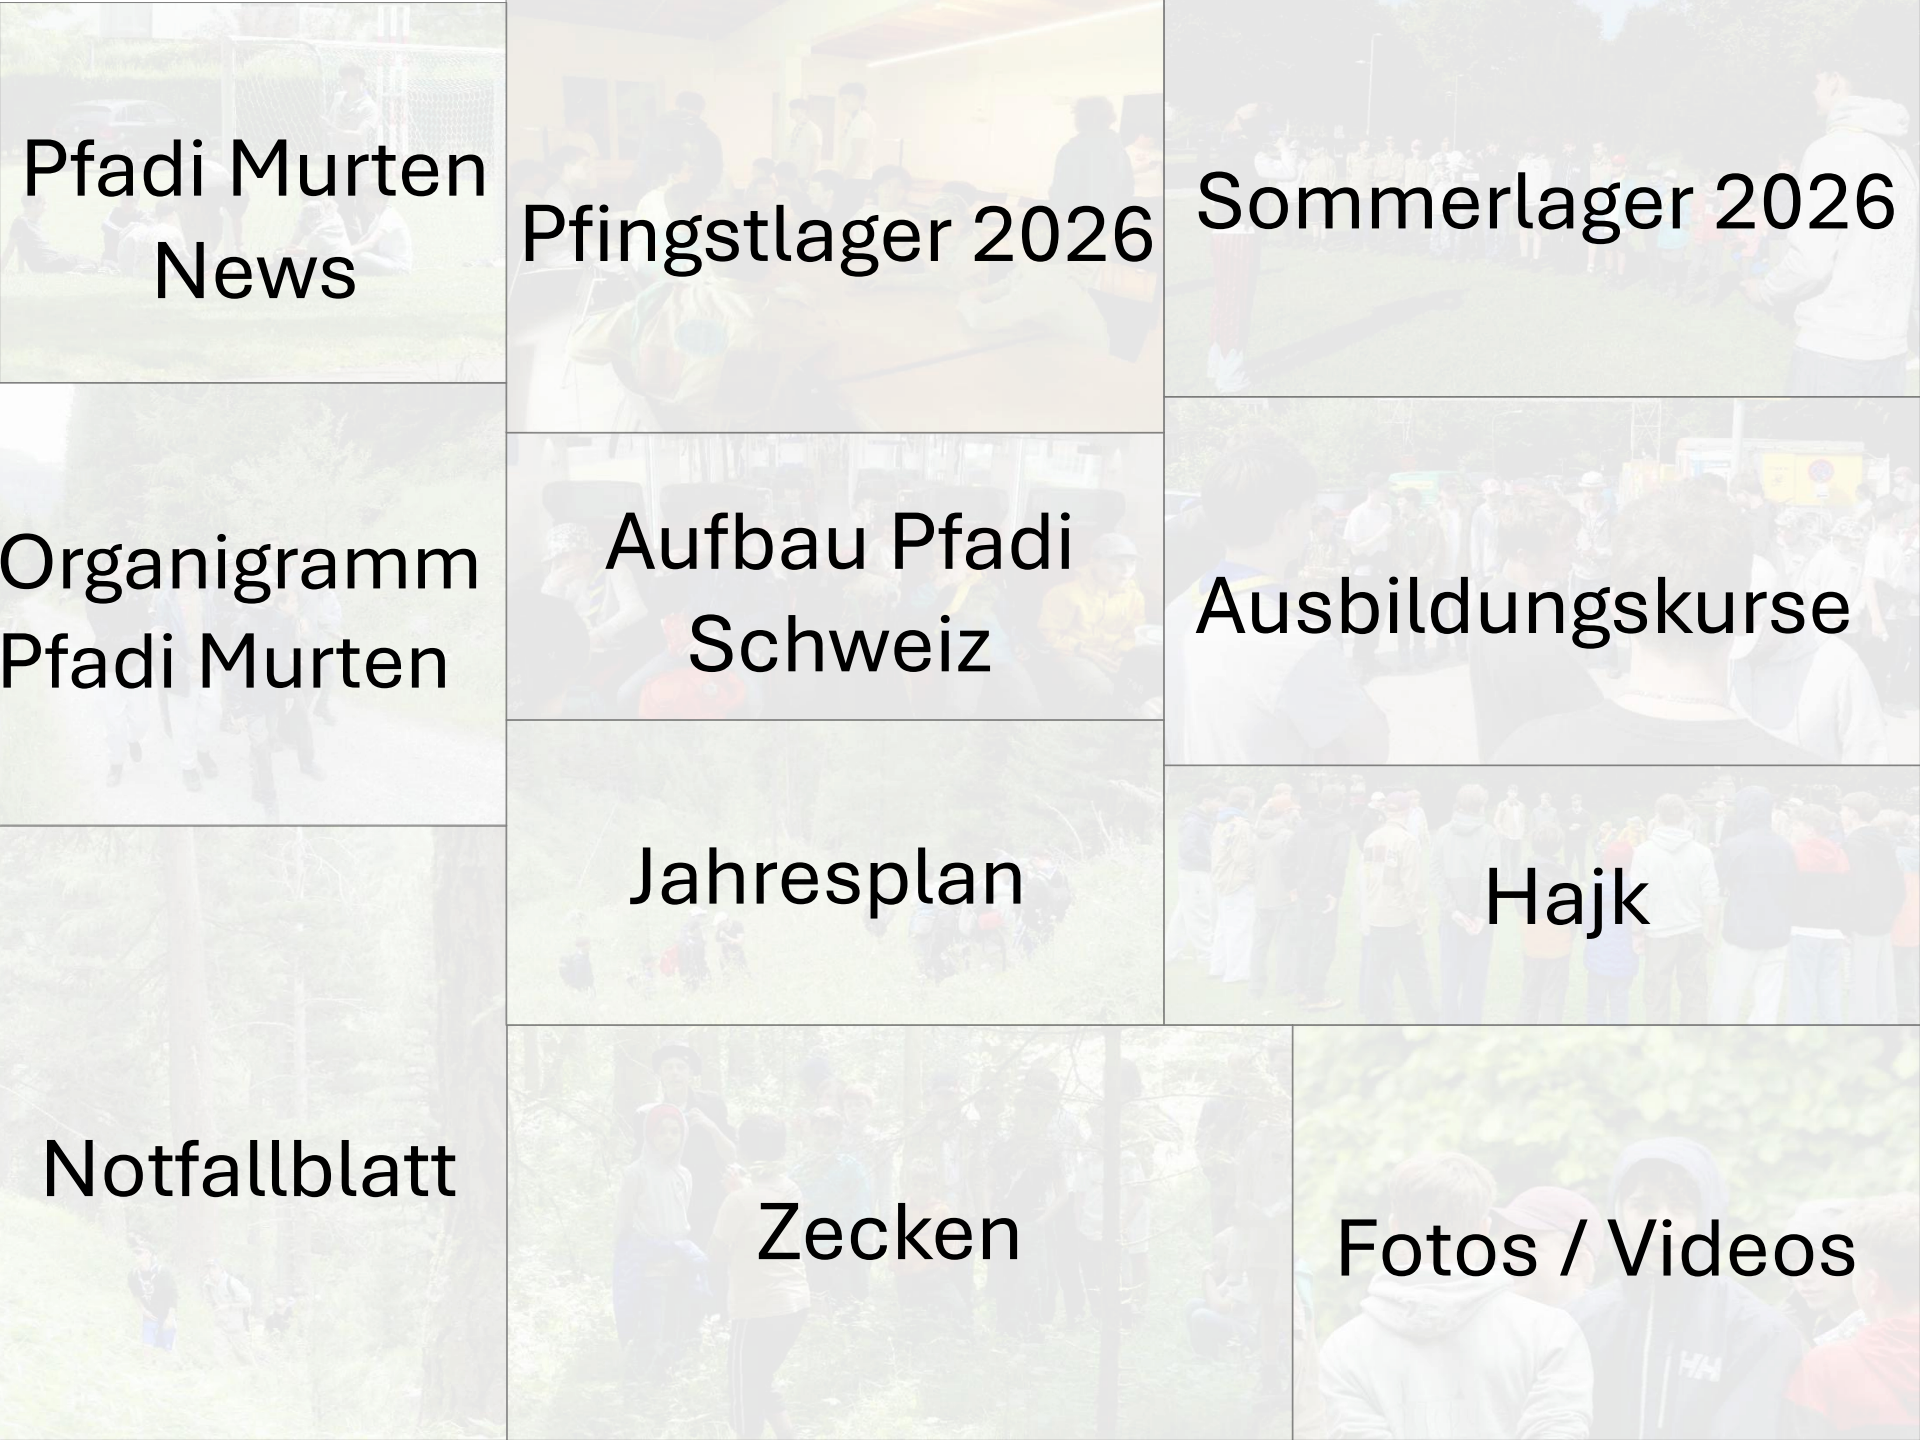 Pfadi Murten
News
Pfingstlager 2026
Sommerlager 2026
Organigramm
Pfadi Murten
Aufbau Pfadi
Schweiz
Ausbildungskurse
Jahresplan
Hajk
Notfallblatt
Zecken
Fotos / Videos
HH